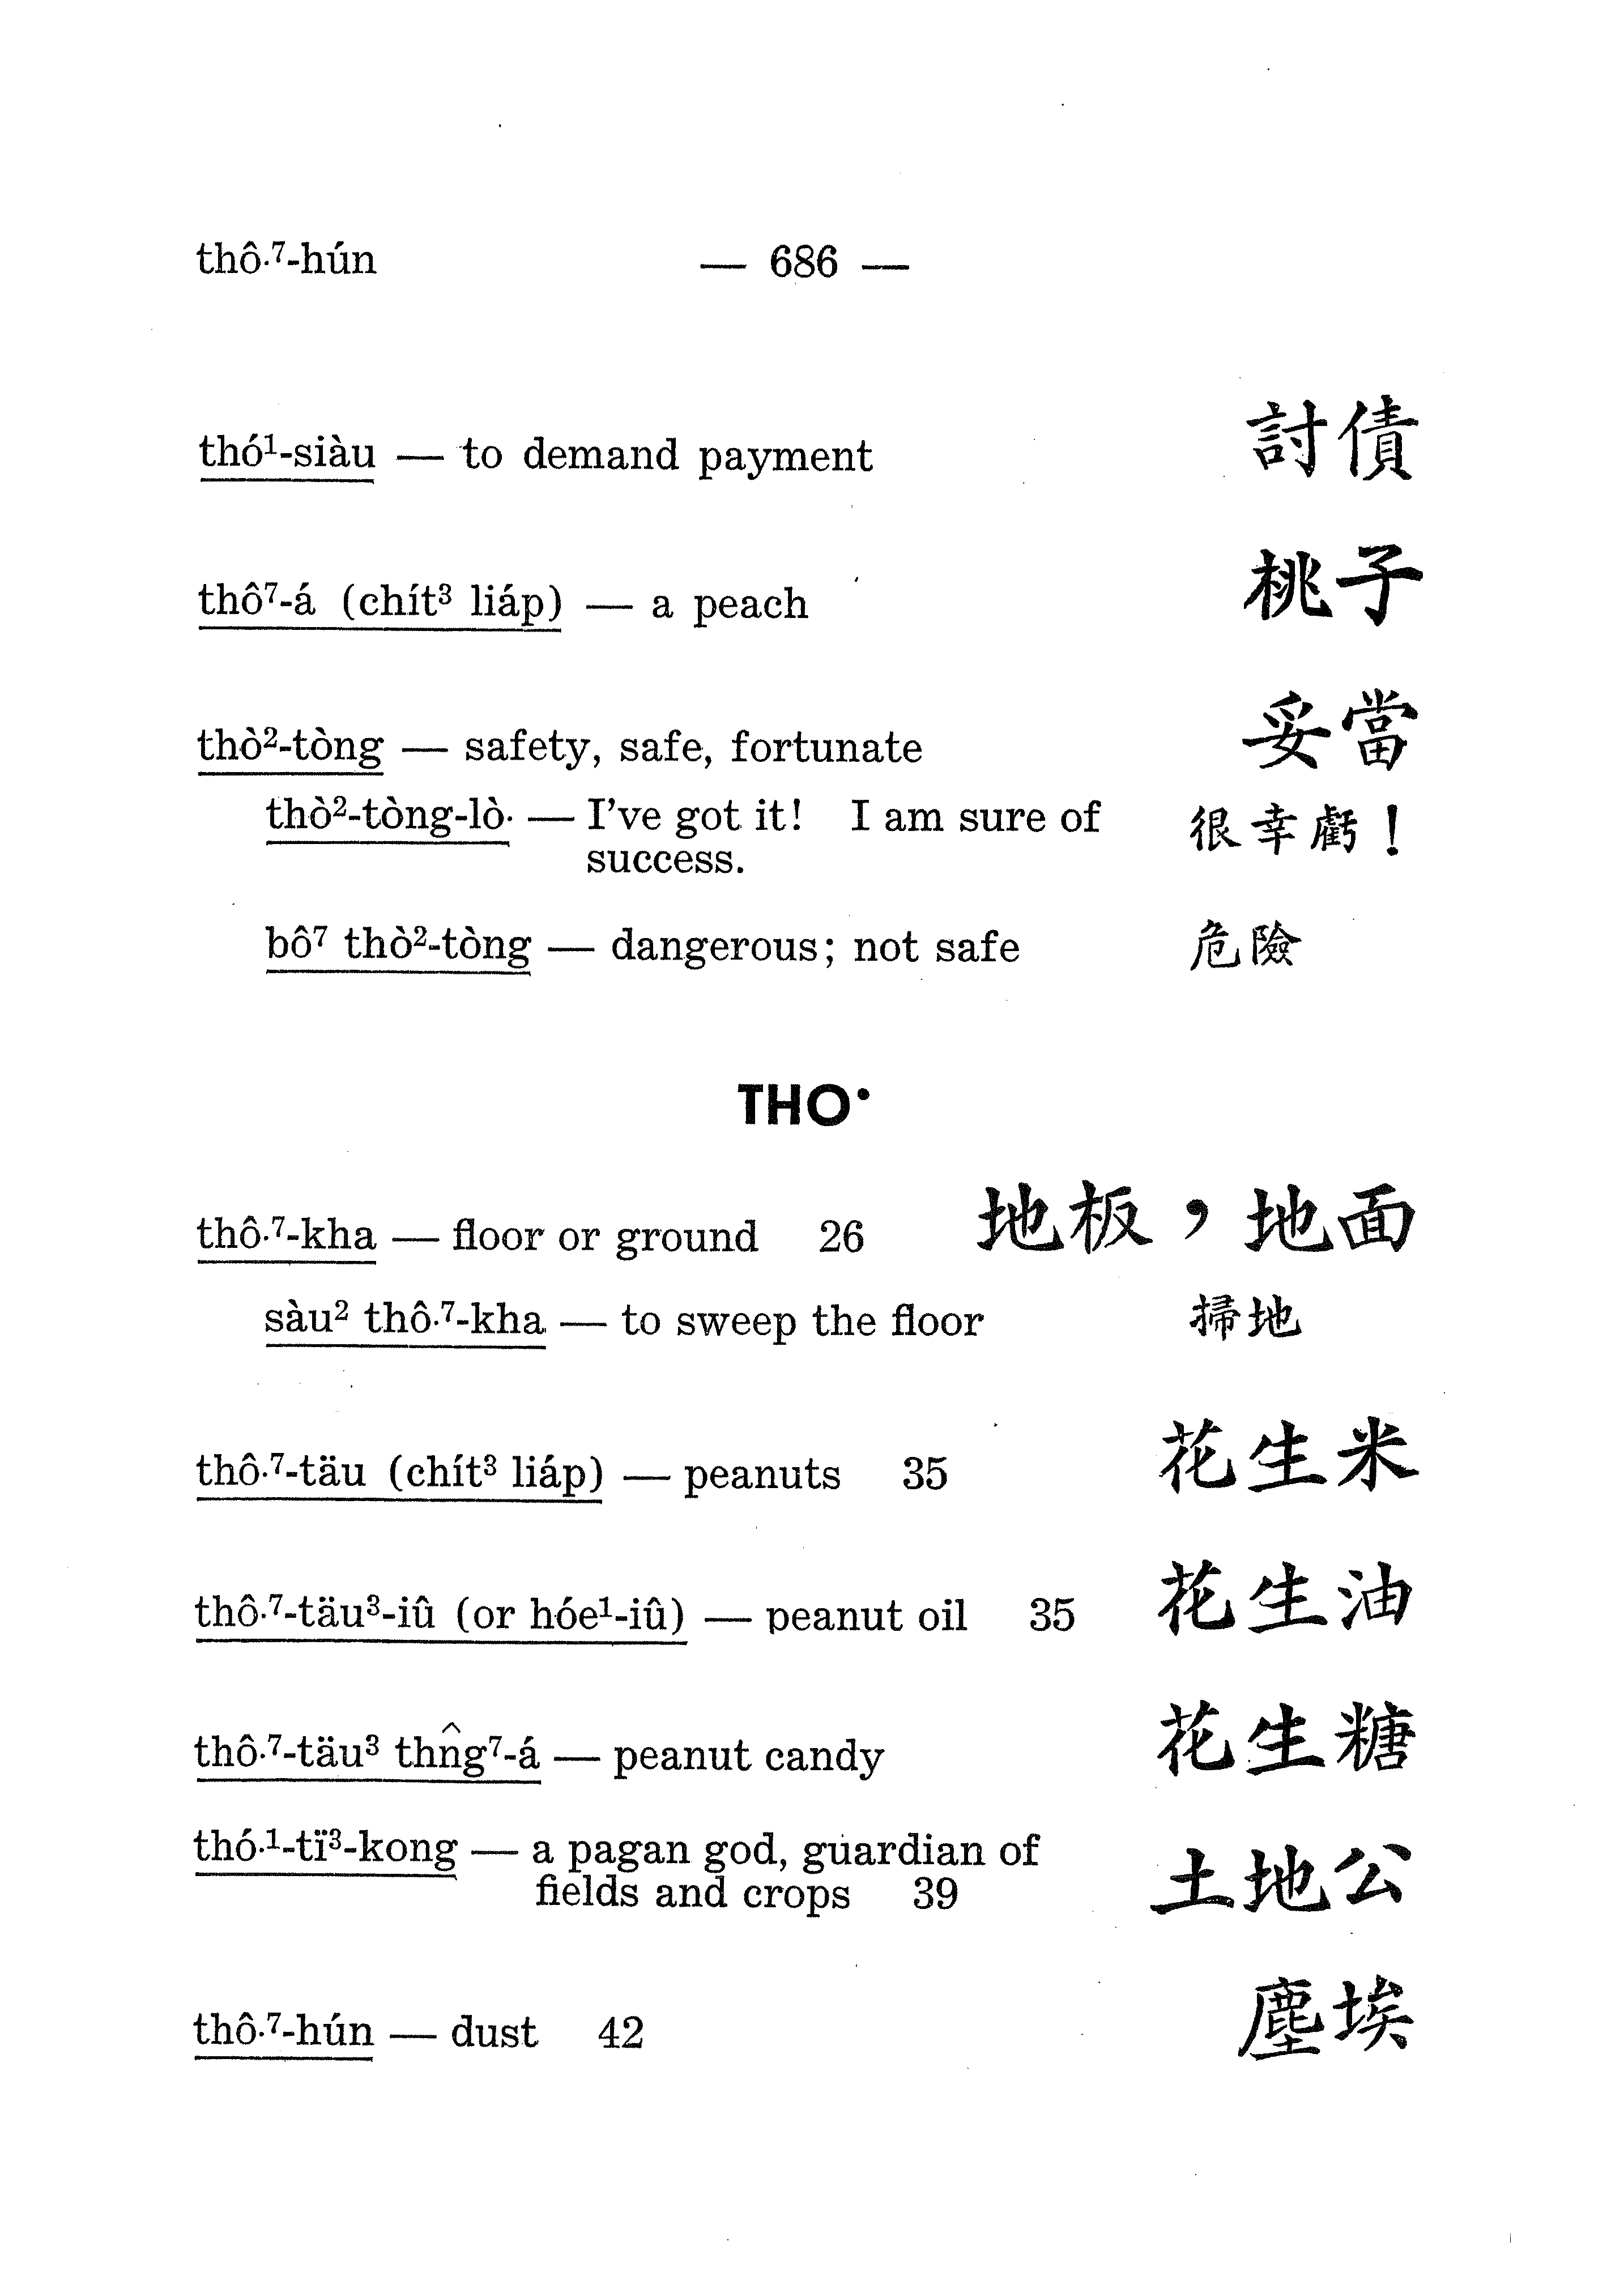 thô·⁷-hún — 686 —
thó¹-siàu — to demand payment 討債
thô⁷-á (chít³ liáp) — a peach 桃子
thò²-tòng — safety, safe, fortunate 妥當
thò²-tòng-lò· — I've got it! I am sure of 很幸虧！
success.
bô⁷ thò²-tòng — dangerous; not safe 危險
THO·
thô·⁷-kha — floor or ground 26 地板，地面
sàu² thô·⁷-kha — to sweep the floor 掃地
thô·⁷-täu (chít³ liáp) — peanuts 35 花生米
thô·⁷-täu³-iû (or hóe¹-iû) — peanut oil 35 花生油
thô·⁷-täu³ thn̂g⁷-á — peanut candy 花生糖
thó·¹-tï³-kong — a pagan god, guardian of 土地公
fields and crops 39
thô·⁷-hún — dust 42 塵埃